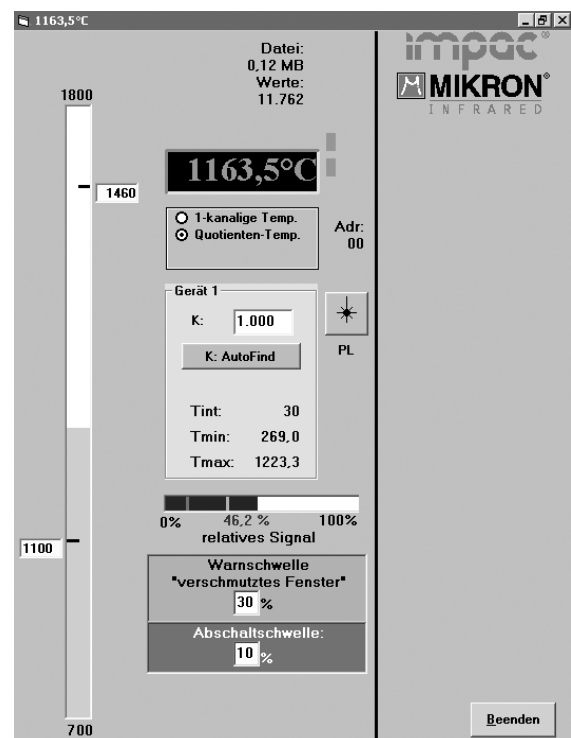 1163,5°C
impac®
MIKRON®
INFRARED
Datei:
0,12 MB
Werte:
11.762
1800
1163,5°C
1460
1-kanalige Temp.
Quotienten-Temp.
Adr:
00
Gerät 1
K: 1.000
K: AutoFind
PL
Tint: 30
Tmin: 269,0
Tmax: 1223,3
0% 46,2 % 100%
relatives Signal
1100
Warnschwelle
"verschmutztes Fenster"
30 %
Abschaltschwelle:
10 %
Beenden
700